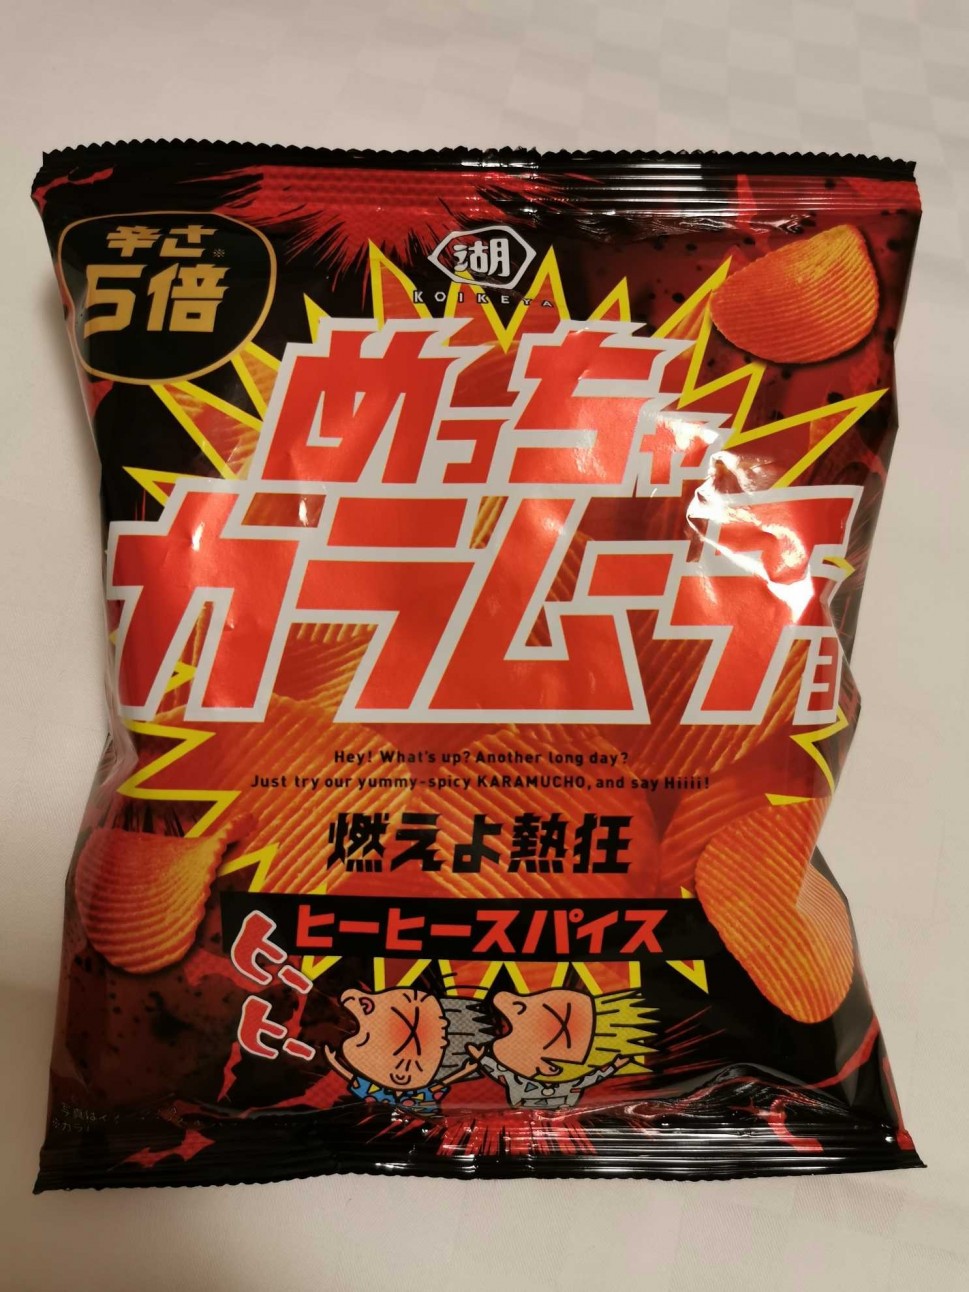 辛さ※
5倍
湖
KOIKEYA
めっちゃ
カラムーチョ
Hey! What's up? Another long day?
Just try our yummy-spicy KARAMUCHO, and say Hiiii!
燃えよ熱狂
ヒーヒースパイス
ヒー
ヒー